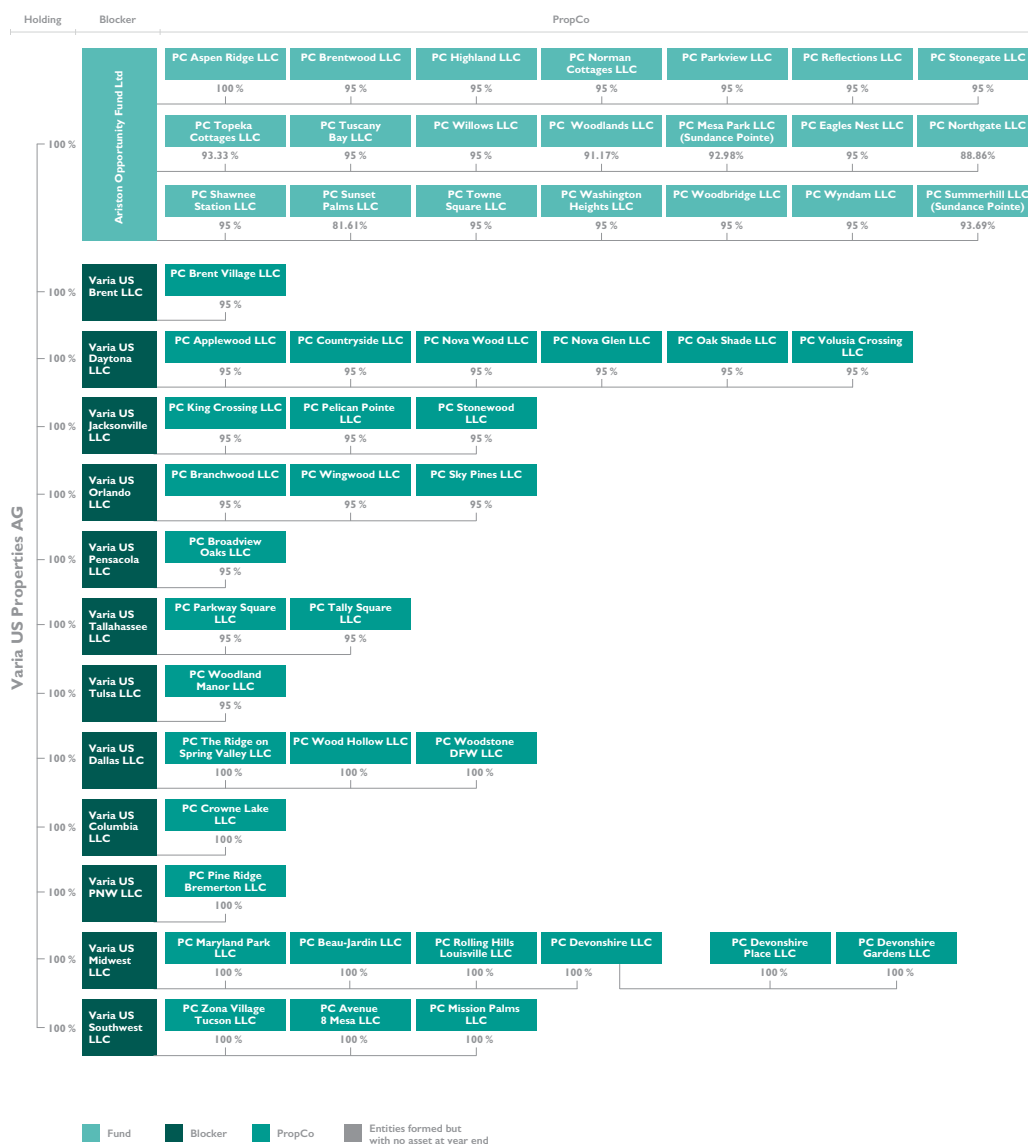 Holding Blocker PropCo
Ariston Opportunity Fund Ltd
PC Aspen Ridge LLC PC Brentwood LLC PC Highland LLC PC Norman PC Parkview LLC PC Reflections LLC PC Stonegate LLC
Cottages LLC
100 % 95 % 95 % 95 % 95 % 95 % 95 %
PC Topeka PC Tuscany PC Willows LLC PC Woodlands LLC PC Mesa Park LLC PC Eagles Nest LLC PC Northgate LLC
Cottages LLC Bay LLC (Sundance Pointe)
100 %
93.33 % 95 % 95 % 91.17% 92.98% 95 % 88.86%
PC Shawnee PC Sunset PC Towne PC Washington PC Woodbridge LLC PC Wyndam LLC PC Summerhill LLC
Station LLC Palms LLC Square LLC Heights LLC (Sundance Pointe)
95 % 81.61% 95 % 95 % 95 % 95 % 93.69%
Varia US Properties AG
Varia US
Brent LLC
100 %
PC Brent Village LLC
95 %
Varia US
Daytona
LLC
100 %
PC Applewood LLC PC Countryside LLC PC Nova Wood LLC PC Nova Glen LLC PC Oak Shade LLC PC Volusia Crossing
LLC
95 % 95 % 95 % 95 % 95 % 95 %
Varia US
Jacksonville
LLC
100 %
PC King Crossing LLC PC Pelican Pointe PC Stonewood
LLC LLC
95 % 95 % 95 %
Varia US
Orlando
LLC
100 %
PC Branchwood LLC PC Wingwood LLC PC Sky Pines LLC
95 % 95 % 95 %
Varia US
Pensacola
LLC
100 %
PC Broadview
Oaks LLC
95 %
Varia US
Tallahassee
LLC
100 %
PC Parkway Square PC Tally Square
LLC LLC
95 % 95 %
Varia US
Tulsa LLC
100 %
PC Woodland
Manor LLC
95 %
Varia US
Dallas LLC
100 %
PC The Ridge on PC Wood Hollow LLC PC Woodstone
Spring Valley LLC DFW LLC
100 % 100 % 100 %
Varia US
Columbia
LLC
100 %
PC Crowne Lake
LLC
100 %
Varia US
PNW LLC
100 %
PC Pine Ridge
Bremerton LLC
100 %
Varia US
Midwest
LLC
100 %
PC Maryland Park PC Beau-Jardin LLC PC Rolling Hills PC Devonshire LLC PC Devonshire PC Devonshire
LLC Louisville LLC Place LLC Gardens LLC
100 % 100 % 100 % 100 % 100 % 100 %
Varia US
Southwest
LLC
100 %
PC Zona Village PC Avenue PC Mission Palms
Tucson LLC 8 Mesa LLC LLC
100 % 100 % 100 %
Fund Blocker PropCo Entities formed but
with no asset at year end